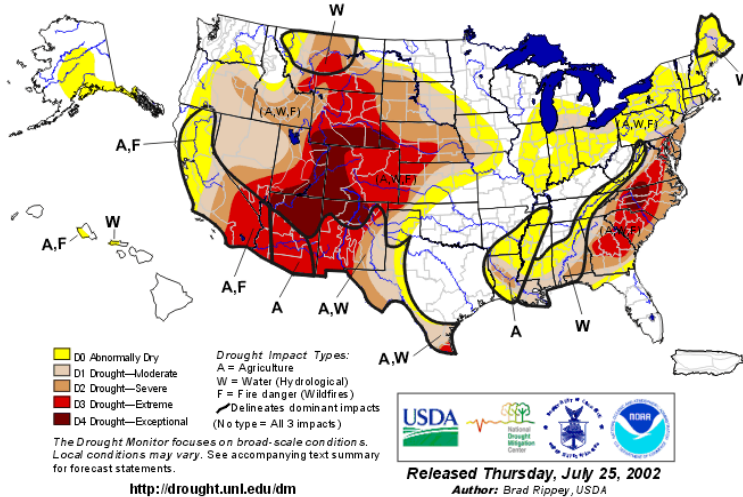 W
A,F
(A,W,F)
(A,W,F)
W
(A,W,F)
(A,W,F)
A,F
W
A,F
A
A,W
A,W
A
W
D0 Abnormally Dry
D1 Drought—Moderate
D2 Drought—Severe
D3 Drought—Extreme
D4 Drought—Exceptional
Drought Impact Types:
A = Agriculture
W = Water (Hydrological)
F = Fire danger (Wildfires)
Delineates dominant impacts
(No type = All 3 impacts)
The Drought Monitor focuses on broad-scale conditions.
Local conditions may vary. See accompanying text summary
for forecast statements.
http://drought.unl.edu/dm
USDA
National
Drought
Mitigation
Center
NOAA
Released Thursday, July 25, 2002
Author: Brad Rippey, USDA